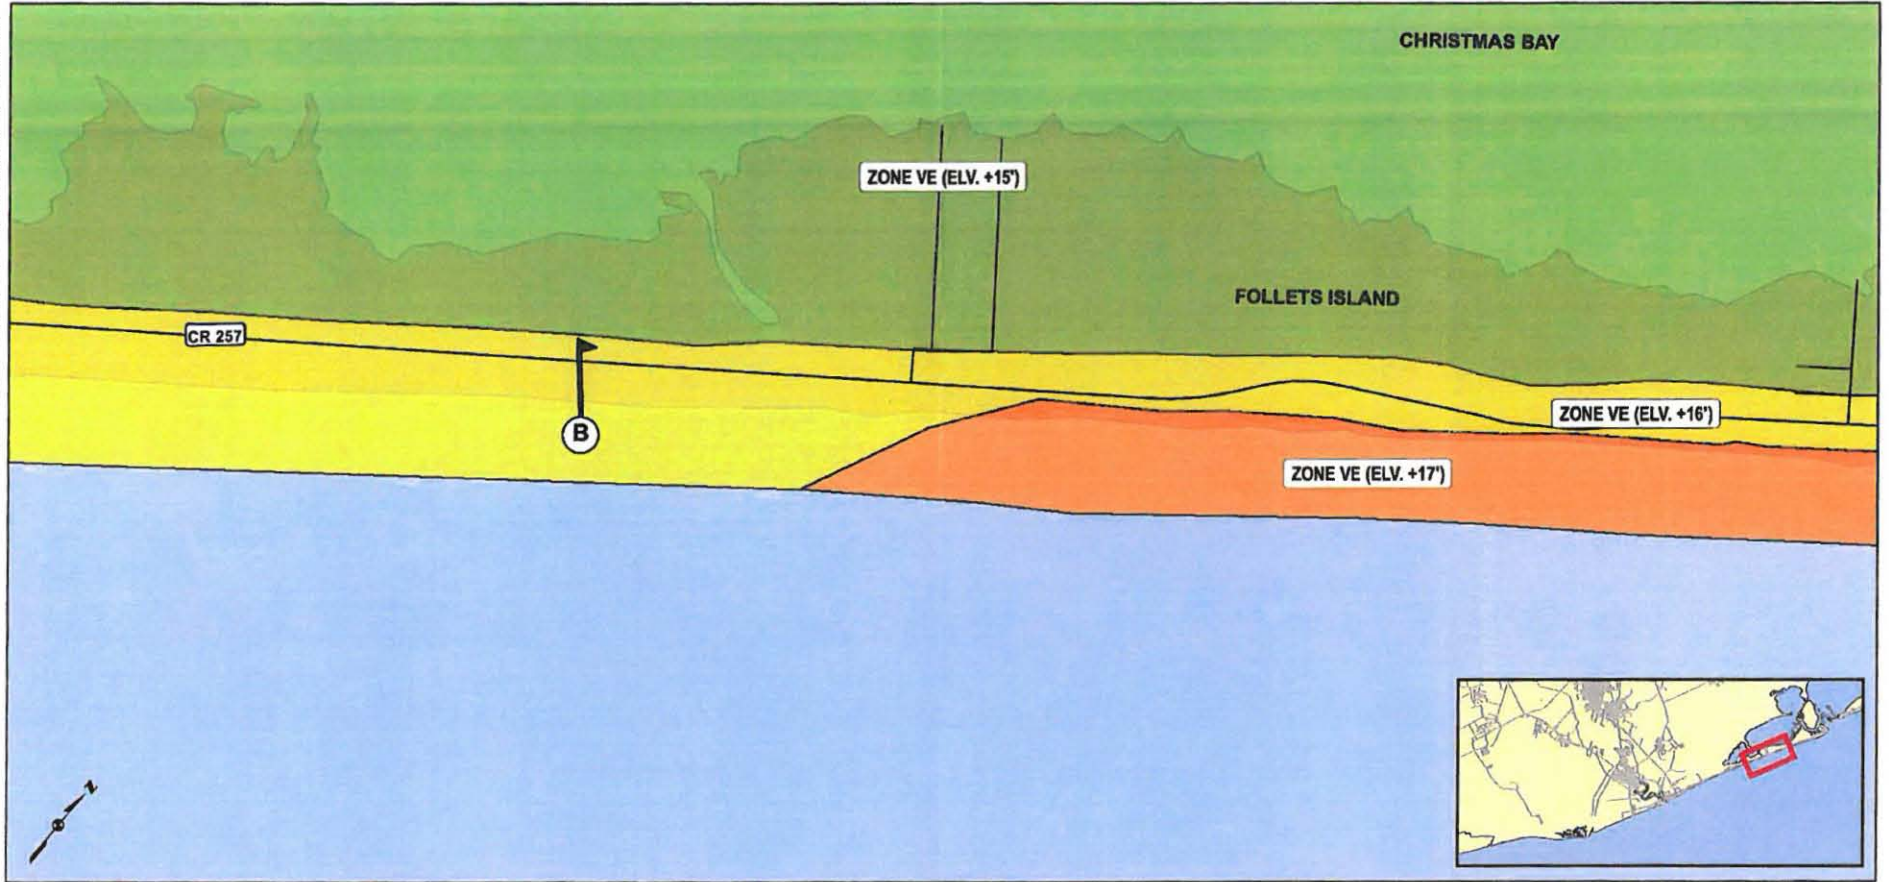 CHRISTMAS BAY
ZONE VE (ELV. +15')
FOLLETS ISLAND
CR 257
ZONE VE (ELV. +16')
B
ZONE VE (ELV. +17')
N